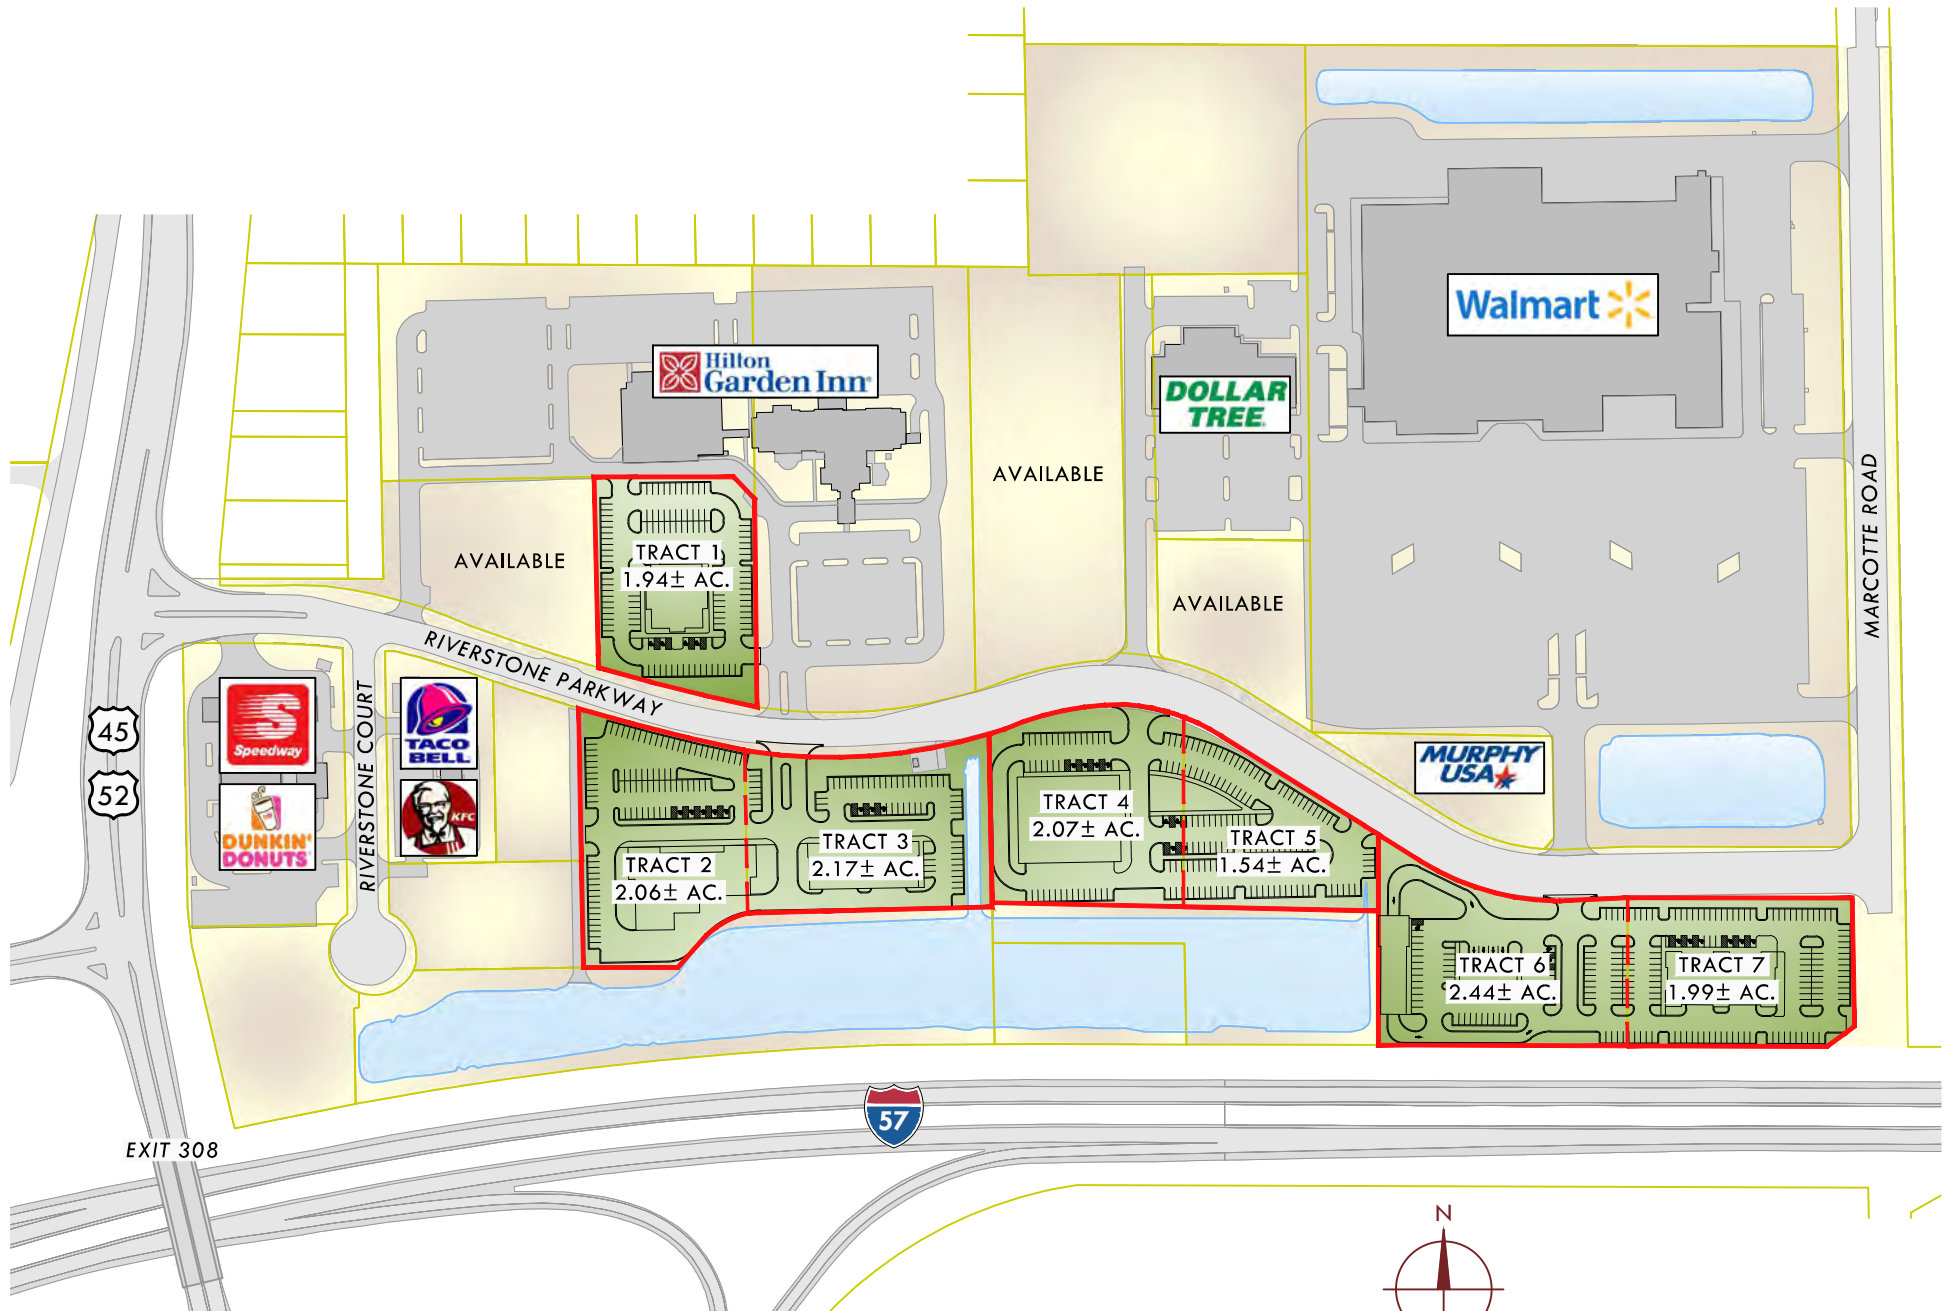 Walmart
Hilton
Garden Inn
DOLLAR
TREE
AVAILABLE
AVAILABLE
AVAILABLE
TRACT 1
1.94± AC.
MARCOTTE ROAD
RIVERSTONE PARKWAY
RIVERSTONE COURT
45
52
Speedway
DUNKIN'
DONUTS
TACO
BELL
KFC
MURPHY
USA
TRACT 2
2.06± AC.
TRACT 3
2.17± AC.
TRACT 4
2.07± AC.
TRACT 5
1.54± AC.
TRACT 6
2.44± AC.
TRACT 7
1.99± AC.
57
EXIT 308
N